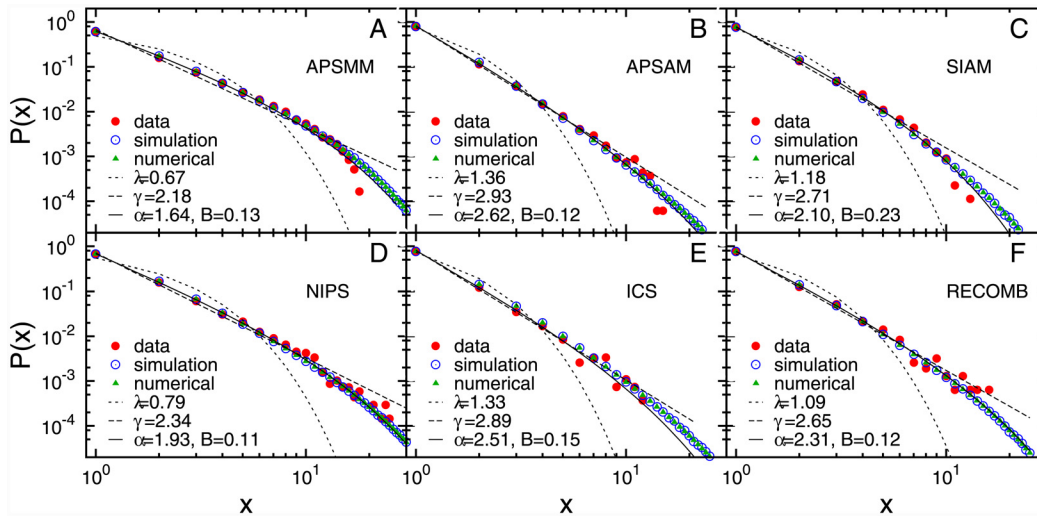 A
APSMM
data
simulation
numerical
λ=0.67
γ=2.18
α=1.64, B=0.13
B
APSAM
data
simulation
numerical
λ=1.36
γ=2.93
α=2.62, B=0.12
C
SIAM
data
simulation
numerical
λ=1.18
γ=2.71
α=2.10, B=0.23
P(x)
10^0
10^-1
10^-2
10^-3
10^-4
D
NIPS
data
simulation
numerical
λ=0.79
γ=2.34
α=1.93, B=0.11
E
ICS
data
simulation
numerical
λ=1.33
γ=2.89
α=2.51, B=0.15
F
RECOMB
data
simulation
numerical
λ=1.09
γ=2.65
α=2.31, B=0.12
P(x)
10^0
10^-1
10^-2
10^-3
10^-4
10^0 10^1 10^0 10^1 10^0 10^1
x x x